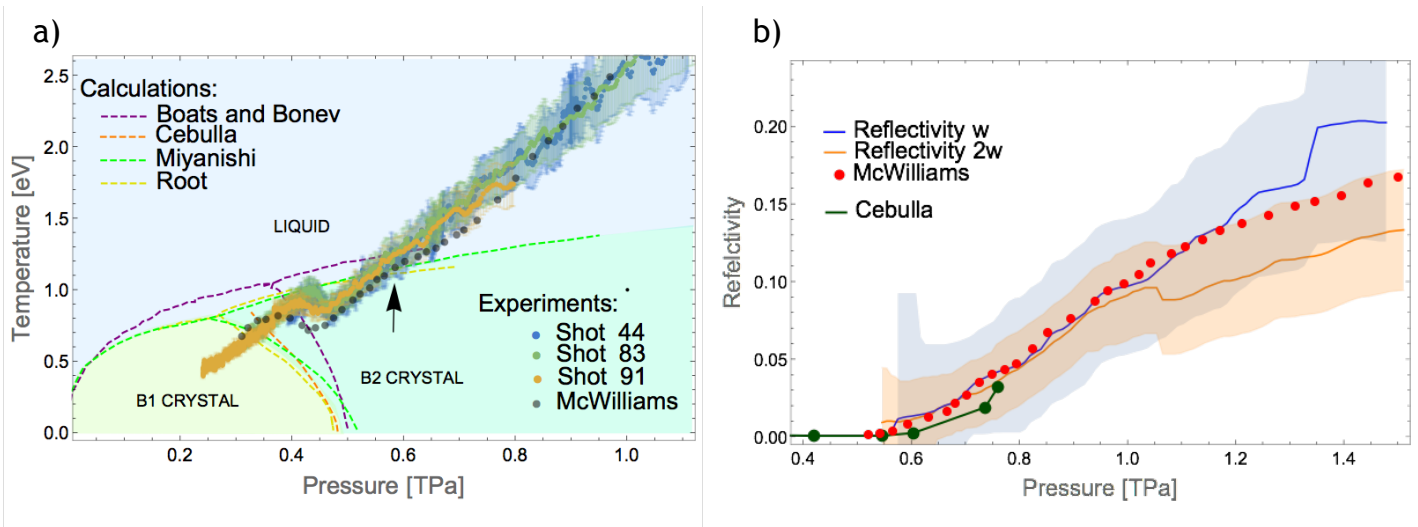 a)
2.5
2.0
1.5
1.0
0.5
0.0
Temperature [eV]
Calculations:
Boats and Bonev
Cebulla
Miyanishi
Root
LIQUID
B1 CRYSTAL
B2 CRYSTAL
Experiments:
Shot 44
Shot 83
Shot 91
McWilliams
0.2 0.4 0.6 0.8 1.0
Pressure [TPa]
b)
0.20
0.15
0.10
0.05
0.00
Refelctivity
Reflectivity w
Reflectivity 2w
McWilliams
Cebulla
0.4 0.6 0.8 1.0 1.2 1.4
Pressure [TPa]